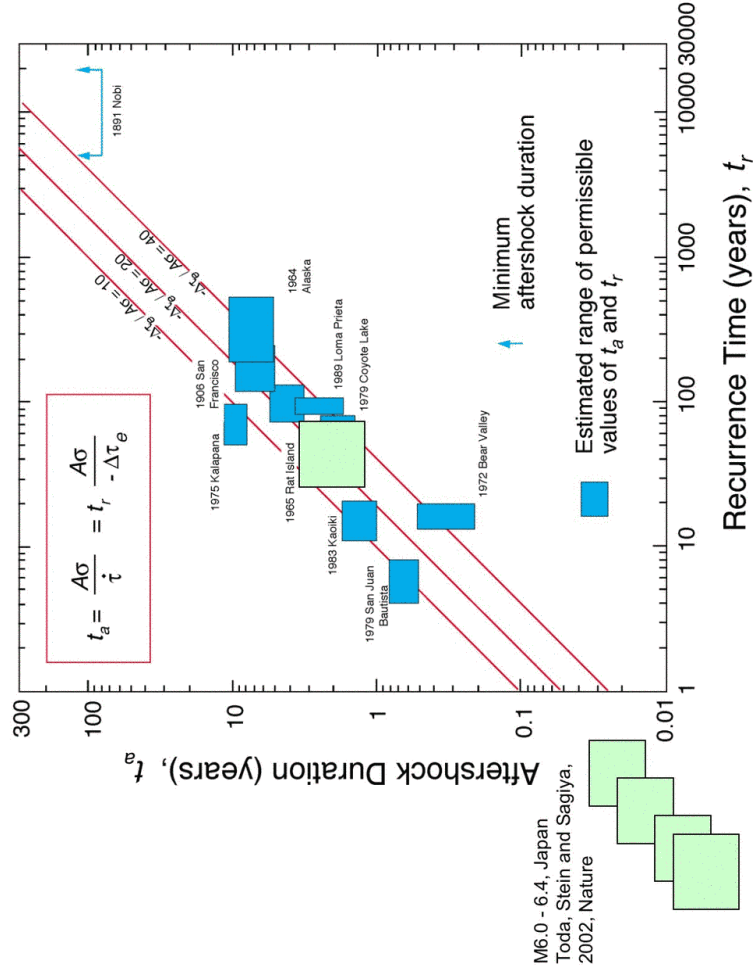 t_a = Aσ / τ̇ = t_r Aσ / -Δτ_e
300
100
10
1
0.1
0.01
Aftershock Duration (years), t_a
1
10
100
1000
10000
30000
Recurrence Time (years), t_r
-Δτ_e / Aσ = 10
-Δτ_e / Aσ = 20
-Δτ_e / Aσ = 40
1891 Nobi
1906 San
Francisco
1964
Alaska
1975 Kalapana
1989 Loma Prieta
1979 Coyote Lake
1965 Rat Island
1983 Kaoiki
1979 San Juan
Bautista
1972 Bear Valley
Minimum
aftershock duration
Estimated range of permissible
values of t_a and t_r
M6.0 - 6.4, Japan
Toda, Stein and Sagiya,
2002, Nature